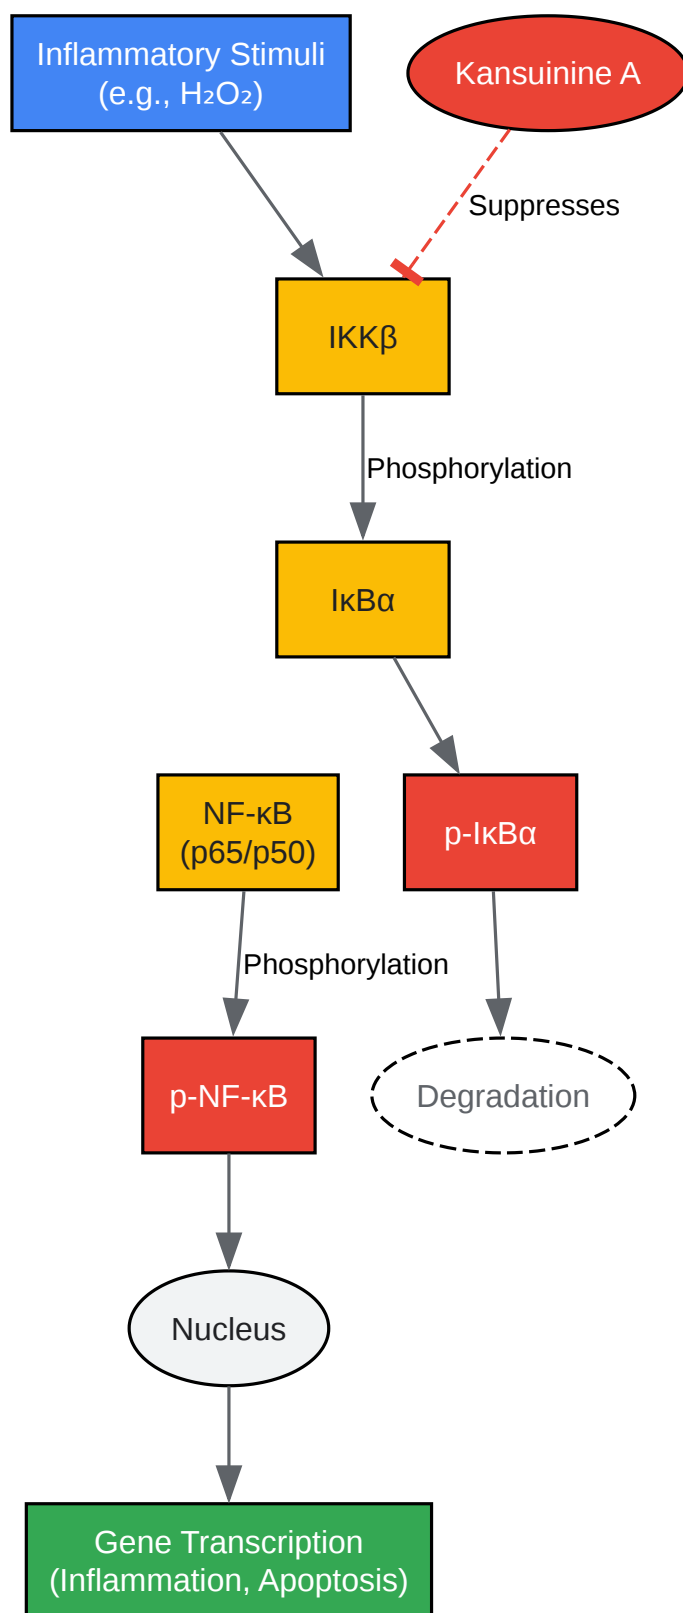 Inflammatory Stimuli
(e.g., H₂O₂)
Kansuinine A
Suppresses
IKKβ
Phosphorylation
IκBα
NF-κB
(p65/p50)
p-IκBα
Phosphorylation
p-NF-κB
Degradation
Nucleus
Gene Transcription
(Inflammation, Apoptosis)